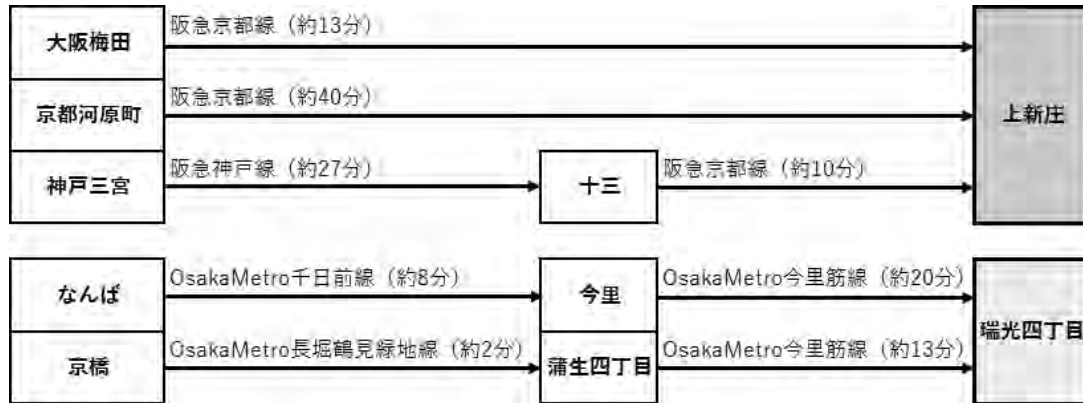 大阪梅田
阪急京都線（約13分）
京都河原町
阪急京都線（約40分）
上新庄
神戸三宮
阪急神戸線（約27分）
十三
阪急京都線（約10分）
なんば
OsakaMetro千日前線（約8分）
今里
OsakaMetro今里筋線（約20分）
瑞光四丁目
京橋
OsakaMetro長堀鶴見緑地線（約2分）
蒲生四丁目
OsakaMetro今里筋線（約13分）